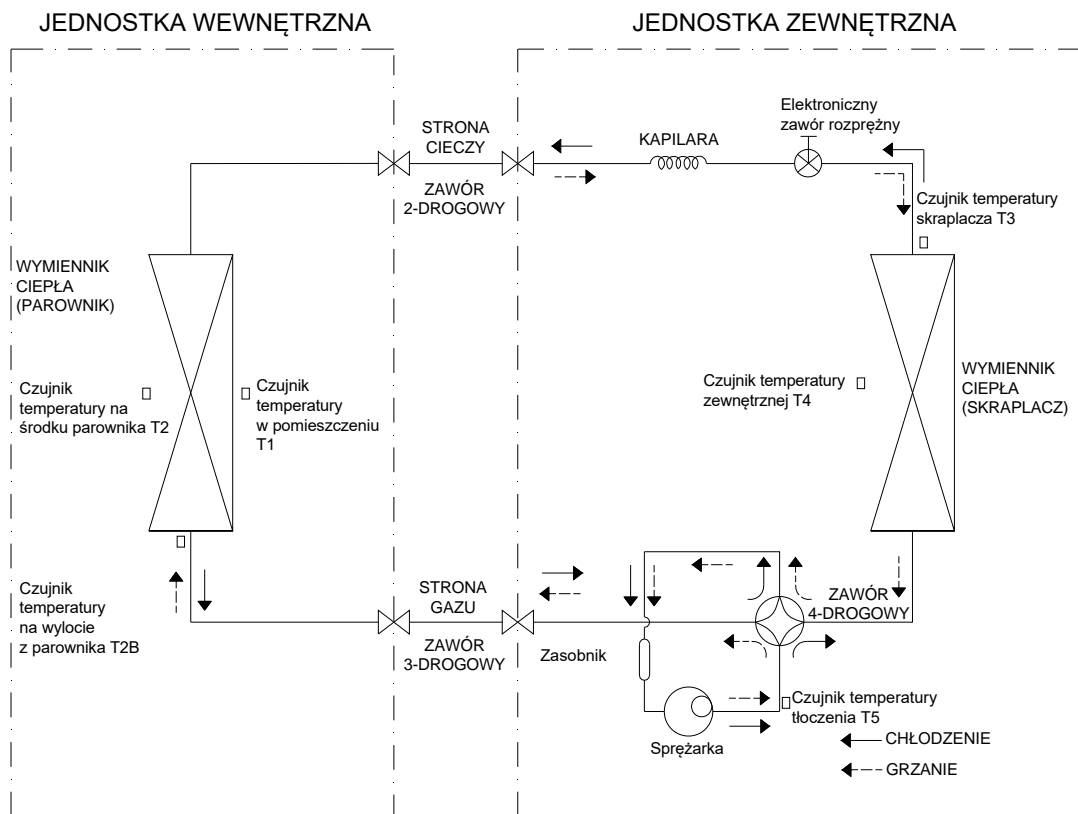 JEDNOSTKA WEWNĘTRZNA
JEDNOSTKA ZEWNĘTRZNA
STRONA
CIECZY
ZAWÓR
2-DROGOWY
KAPILARA
Elektroniczny
zawór rozprężny
Czujnik temperatury
skraplacza T3
WYMIENNIK
CIEPŁA
(PAROWNIK)
Czujnik
temperatury na
środku parownika T2
Czujnik
temperatury
w pomieszczeniu
T1
Czujnik temperatury
zewnętrznej T4
WYMIENNIK
CIEPŁA
(SKRAPLACZ)
Czujnik
temperatury
na wylocie
z parownika T2B
STRONA
GAZU
ZAWÓR
3-DROGOWY
Zasobnik
ZAWÓR
4-DROGOWY
Sprężarka
Czujnik temperatury
tłoczenia T5
CHŁODZENIE
GRZANIE